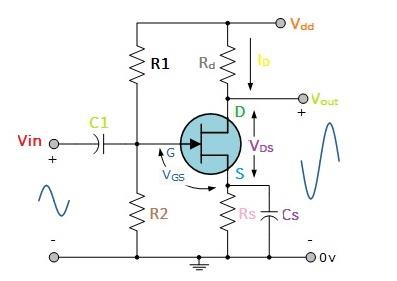 Vdd
R1
Rd
ID
Vout
+
D
C1
Vin
+
G
VDS
VGS
S
R2
Rs
Cs
-
-
0v